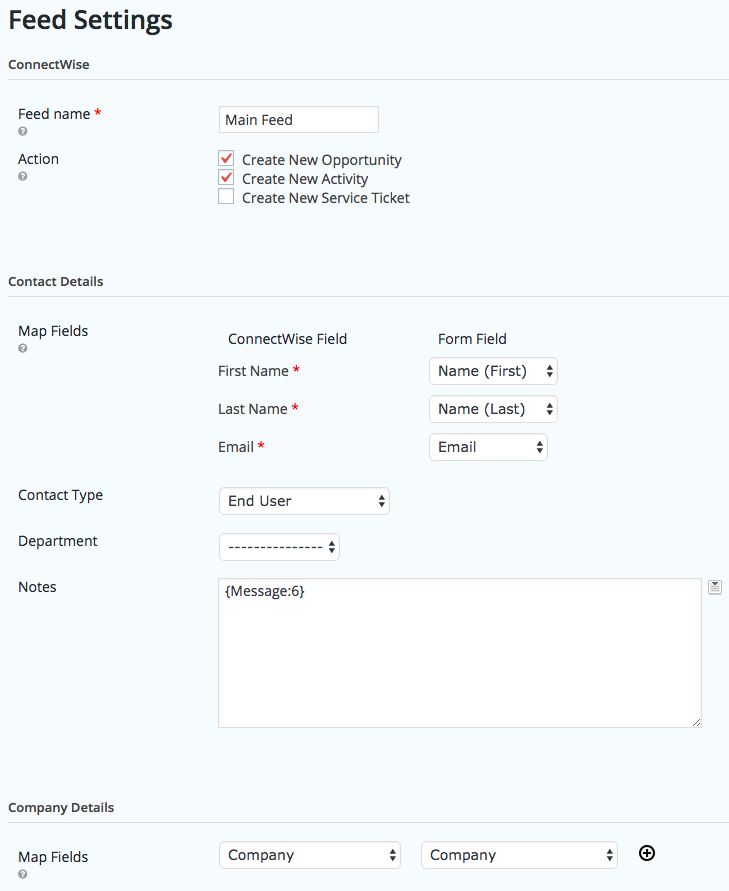 Feed Settings
ConnectWise
Feed name * Main Feed
?
Action Create New Opportunity
? Create New Activity
Create New Service Ticket
Contact Details
Map Fields ConnectWise Field Form Field
?
First Name * Name (First)
Last Name * Name (Last)
Email * Email
Contact Type End User
Department ---------------
Notes {Message:6}
Company Details
Map Fields Company Company
?